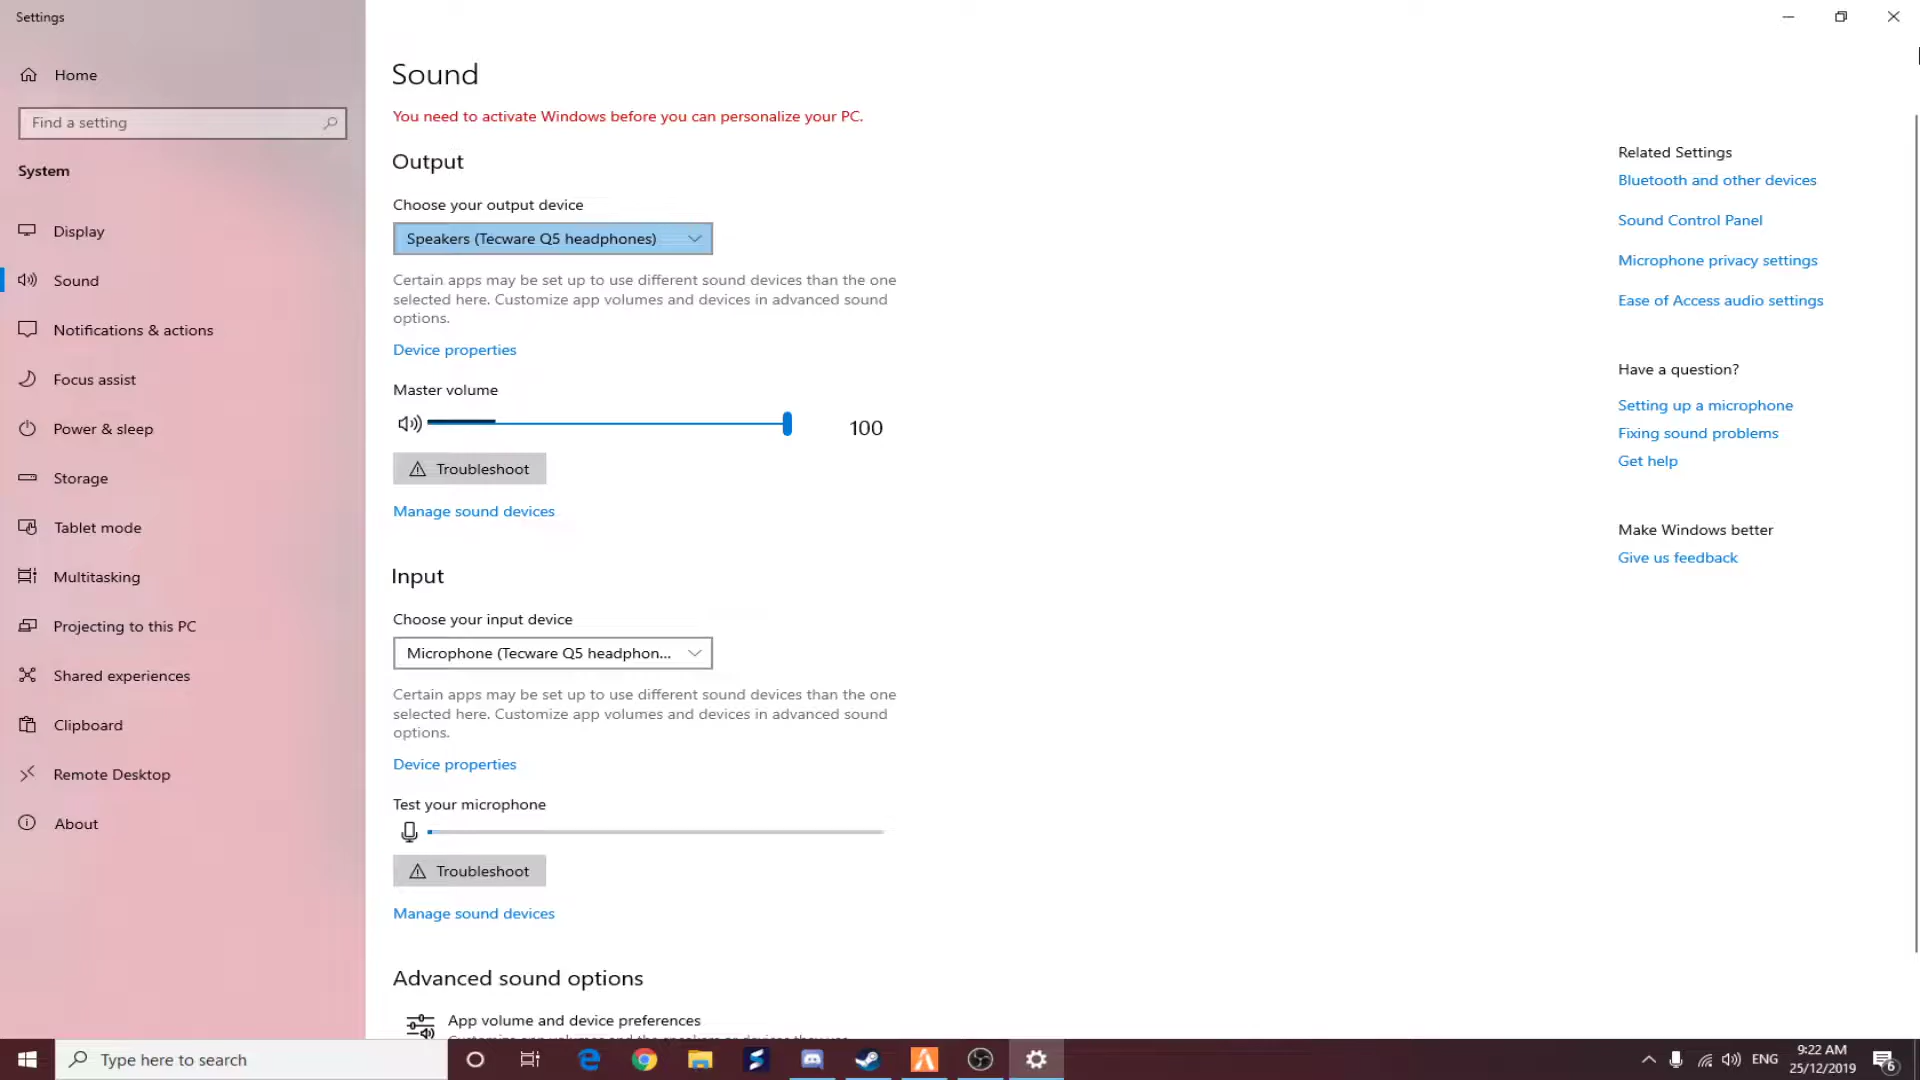 Settings
Home
Find a setting
System
Display
Sound
Notifications & actions
Focus assist
Power & sleep
Storage
Tablet mode
Multitasking
Projecting to this PC
Shared experiences
Clipboard
Remote Desktop
About
Sound
You need to activate Windows before you can personalize your PC.
Output
Choose your output device
Speakers (Tecware Q5 headphones)
Certain apps may be set up to use different sound devices than the one
selected here. Customize app volumes and devices in advanced sound
options.
Device properties
Master volume
100
Troubleshoot
Manage sound devices
Input
Choose your input device
Microphone (Tecware Q5 headphon...
Certain apps may be set up to use different sound devices than the one
selected here. Customize app volumes and devices in advanced sound
options.
Device properties
Test your microphone
Troubleshoot
Manage sound devices
Advanced sound options
App volume and device preferences
Related Settings
Bluetooth and other devices
Sound Control Panel
Microphone privacy settings
Ease of Access audio settings
Have a question?
Setting up a microphone
Fixing sound problems
Get help
Make Windows better
Give us feedback
Type here to search
ENG
9:22 AM
25/12/2019
6